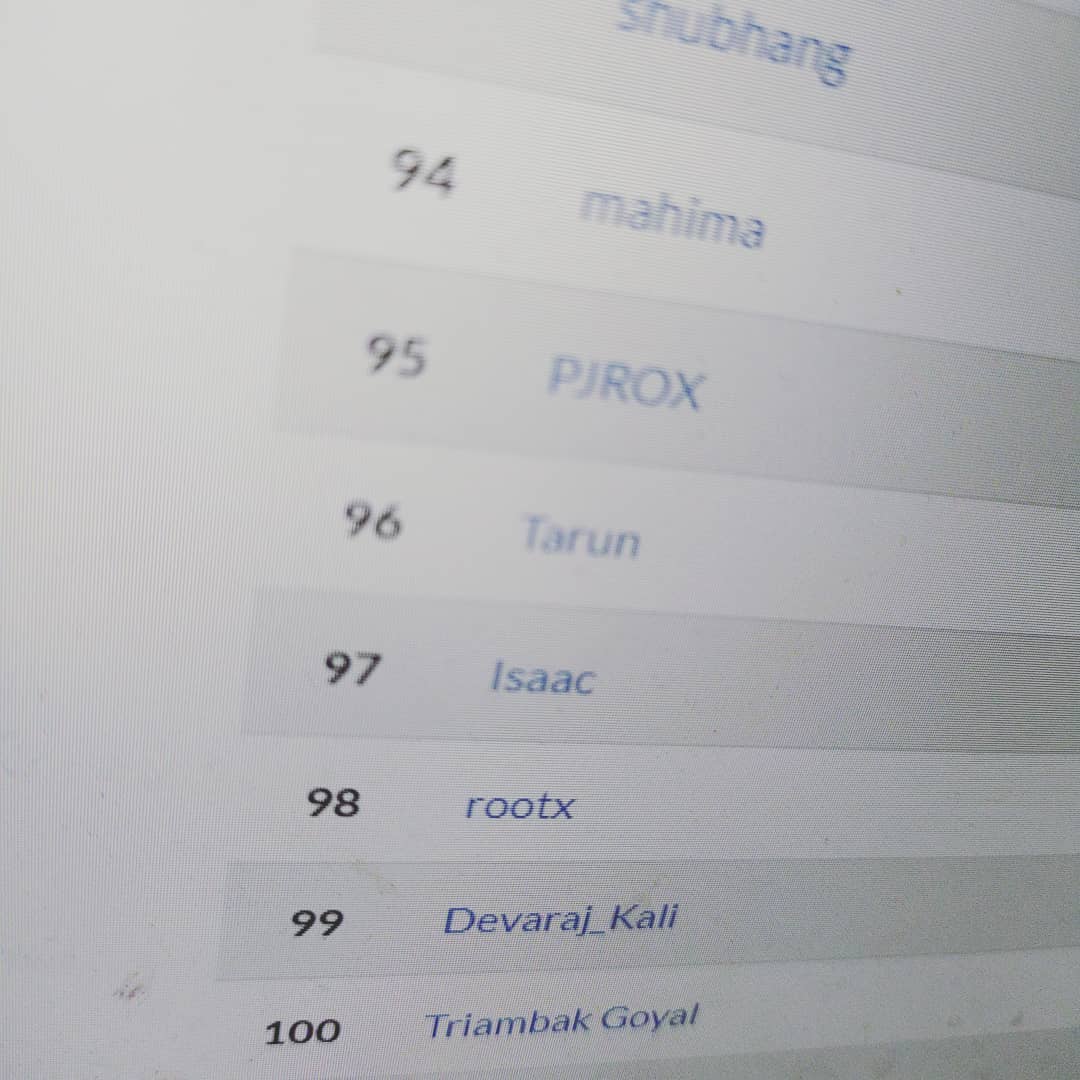 shubhang
94 mahima
95 PJROX
96 Tarun
97 Isaac
98 rootx
99 Devaraj_Kali
100 Triambak Goyal